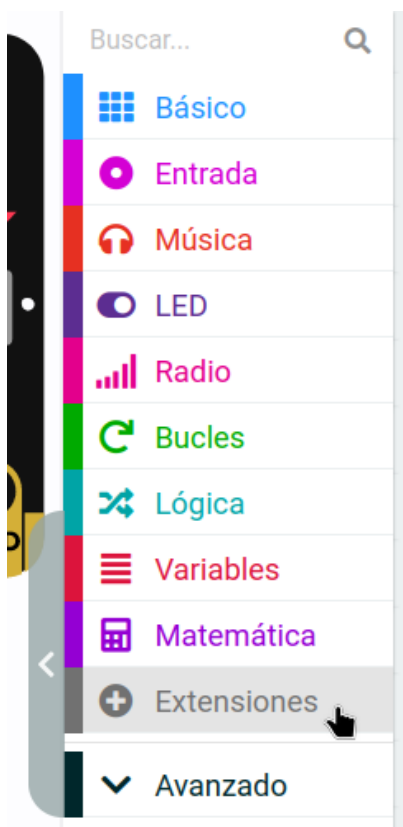 Buscar...
Básico
Entrada
Música
LED
Radio
Bucles
Lógica
Variables
Matemática
Extensiones
Avanzado